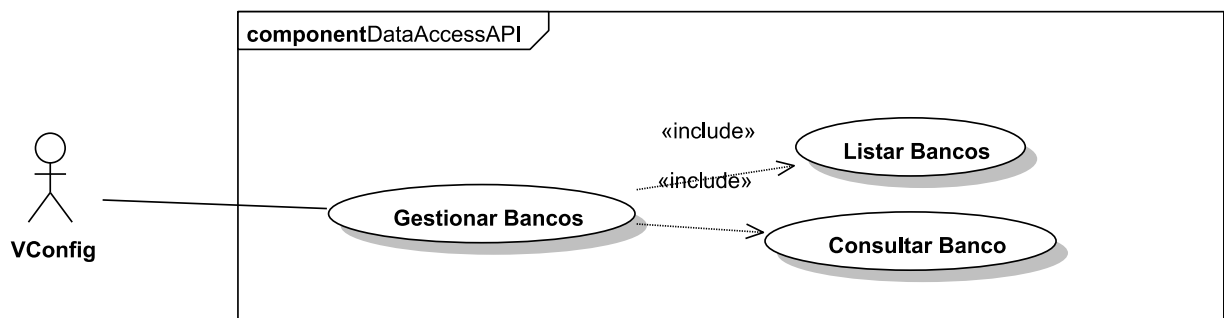 componentDataAccessAPI
«include»
Listar Bancos
«include»
Gestionar Bancos
Consultar Banco
VConfig